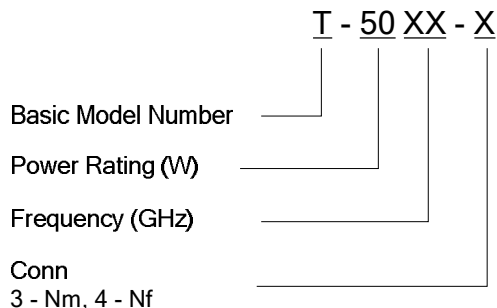 T - 50 XX - X
Basic Model Number
Power Rating (W)
Frequency (GHz)
Conn
3 - Nm, 4 - Nf